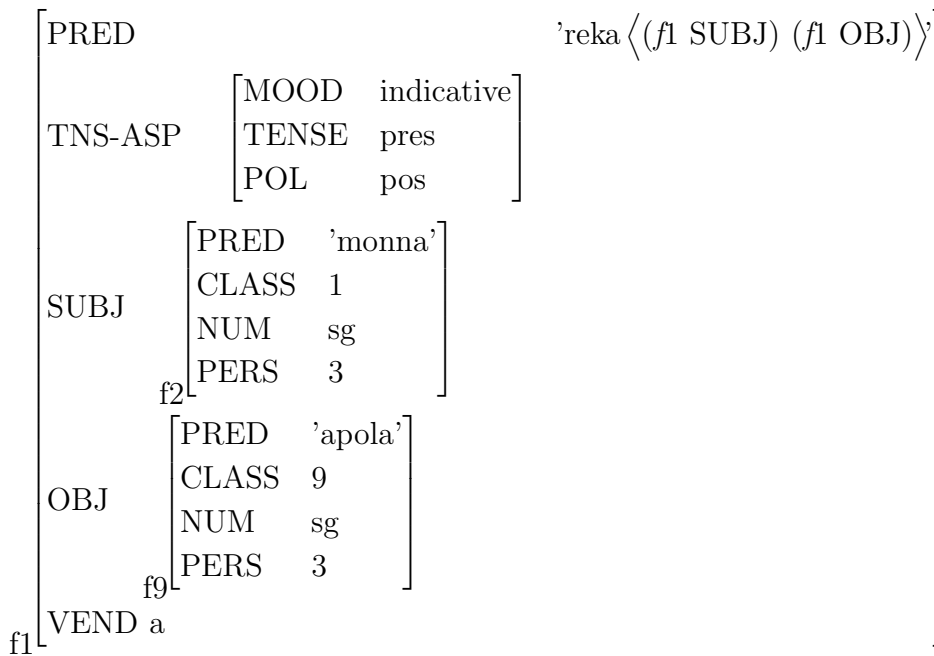 PRED 'reka⟨(f1 SUBJ) (f1 OBJ)⟩'
TNS-ASP
MOOD indicative
TENSE pres
POL pos
SUBJ
PRED 'monna'
CLASS 1
NUM sg
PERS 3
f2
OBJ
PRED 'apola'
CLASS 9
NUM sg
PERS 3
f9
VEND a
f1